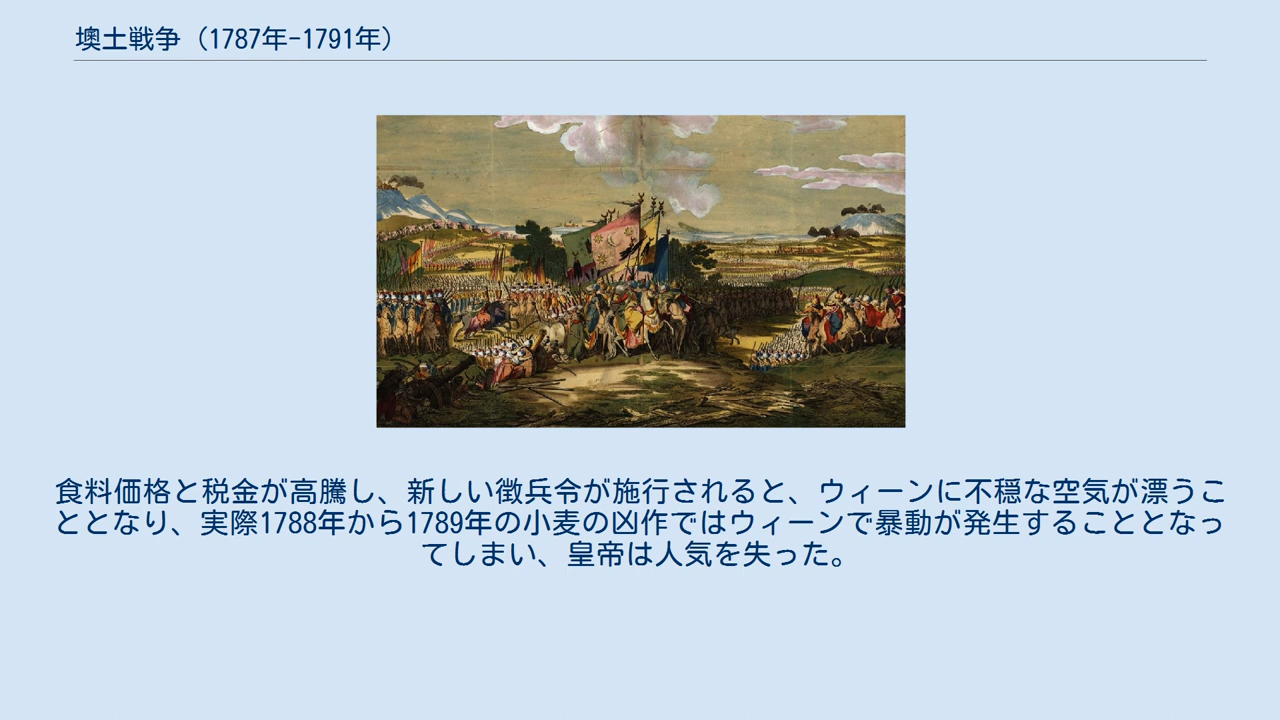 墺土戦争（1787年-1791年）
食料価格と税金が高騰し、新しい徴兵令が施行されると、ウィーンに不穏な空気が漂うこ
ととなり、実際1788年から1789年の小麦の凶作ではウィーンで暴動が発生することとなっ
てしまい、皇帝は人気を失った。